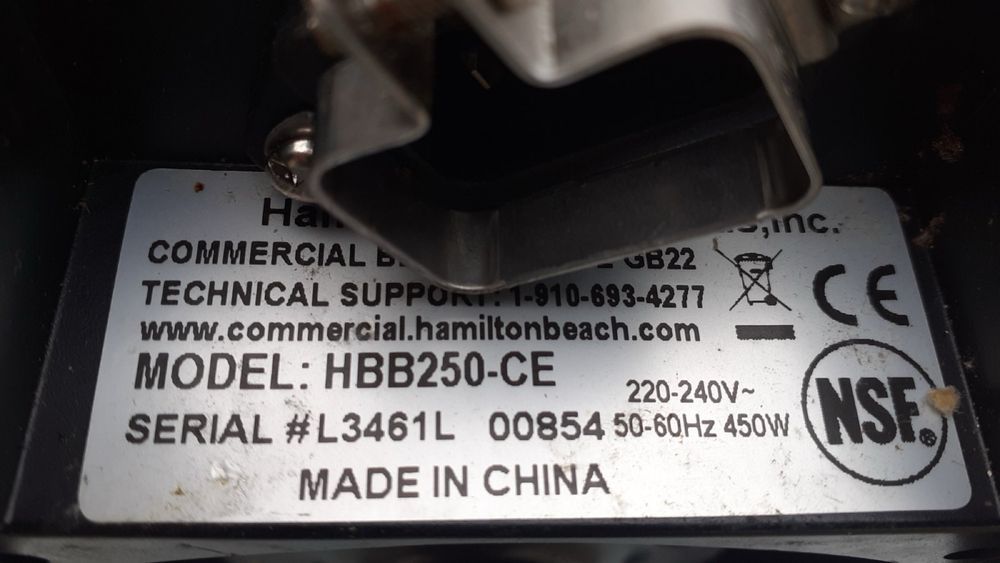 Ha
,Inc.
COMMERCIAL B GB22
TECHNICAL SUPPORT: 1-910-693-4277
www.commercial.hamiltonbeach.com
CE
MODEL: HBB250-CE
220-240V~
SERIAL #L3461L 00854 50-60Hz 450W
NSF®
MADE IN CHINA